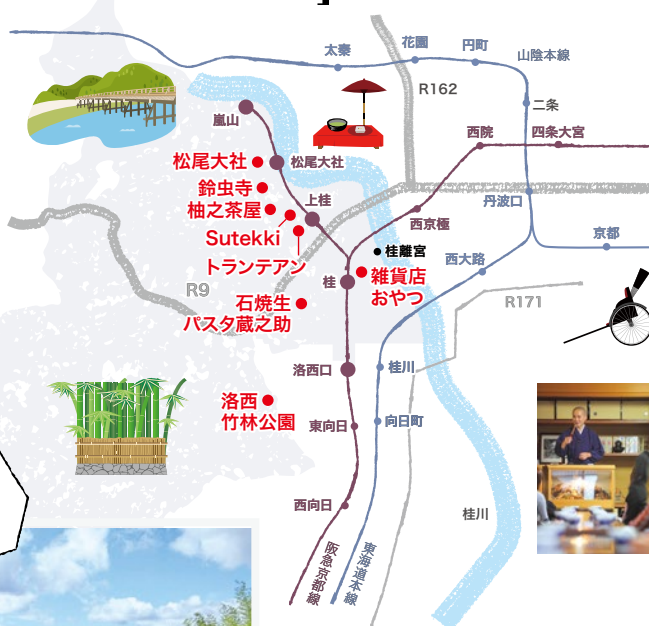 太秦
花園
円町
山陰本線
R162
二条
嵐山
西院
四条大宮
松尾大社
松尾大社
鈴虫寺
柚之茶屋
上桂
丹波口
Sutekki
西京極
京都
トランテアン
桂離宮
西大路
桂
雑貨店
おやつ
R9
R171
石焼生
パスタ蔵之助
洛西口
桂川
洛西
竹林公園
東向日
向日町
西向日
桂川
阪急京都線
東海道本線